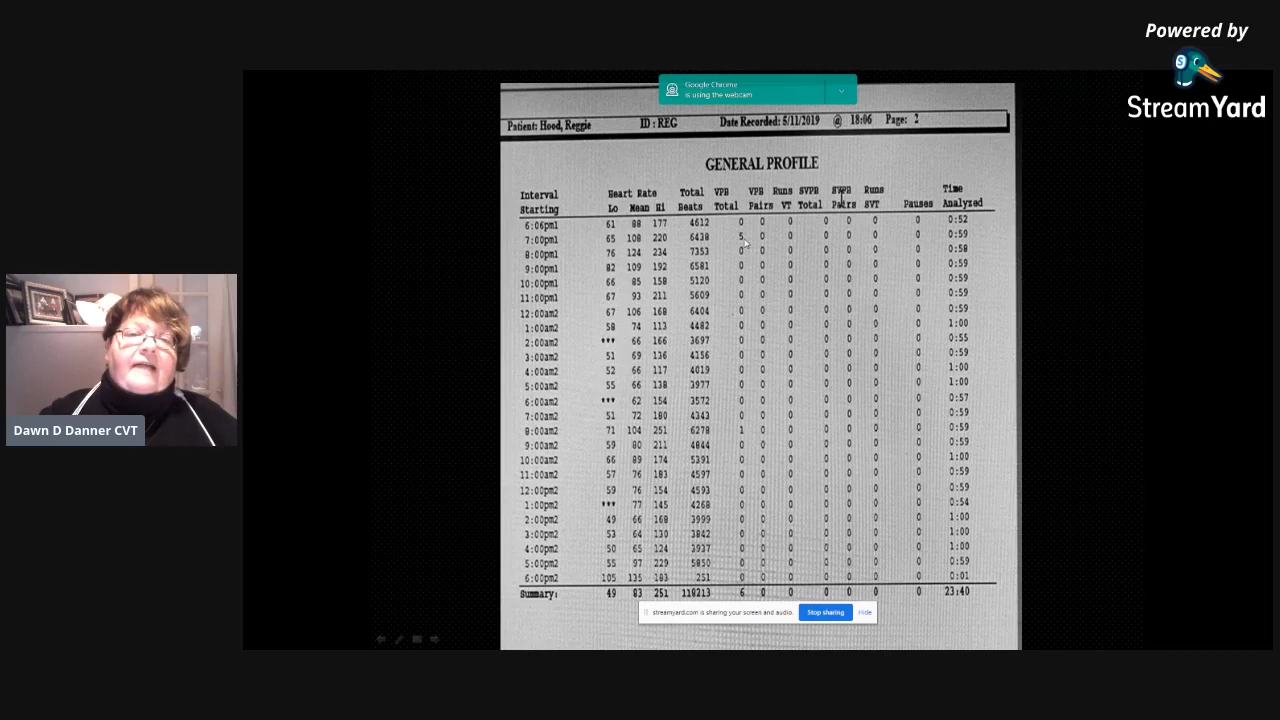 Powered by
StreamYard
Google Chrome
is using the webcam
Patient: Hood, Reggie ID : REG Date Recorded: 5/11/2019 @ 18:06 Page: 2
GENERAL PROFILE
Interval Heart Rate Total VPB VPB Runs SVPB SVPB Runs Time
Starting Lo Mean Hi Beats Total Pairs VT Total Pairs SVT Pauses Analyzed
6:06pm1 61 88 177 4612 0 0 0 0 0 0 0 0:52
7:00pm1 65 108 220 6438 5 0 0 0 0 0 0 0:59
8:00pm1 76 124 234 7353 0 0 0 0 0 0 0 0:58
9:00pm1 82 109 192 6581 0 0 0 0 0 0 0 0:59
10:00pm1 66 85 158 5120 0 0 0 0 0 0 0 0:59
11:00pm1 67 93 211 5609 0 0 0 0 0 0 0 0:59
12:00am2 67 106 168 6404 0 0 0 0 0 0 0 0:59
1:00am2 58 74 113 4482 0 0 0 0 0 0 0 1:00
2:00am2 *** 66 166 3697 0 0 0 0 0 0 0 0:55
3:00am2 51 69 136 4156 0 0 0 0 0 0 0 0:59
4:00am2 52 66 117 4019 0 0 0 0 0 0 0 1:00
5:00am2 55 66 138 3977 0 0 0 0 0 0 0 1:00
6:00am2 *** 62 154 3572 0 0 0 0 0 0 0 0:57
7:00am2 51 72 180 4343 0 0 0 0 0 0 0 0:59
8:00am2 71 104 251 6278 1 0 0 0 0 0 0 0:59
9:00am2 59 80 211 4844 0 0 0 0 0 0 0 0:59
10:00am2 66 89 174 5391 0 0 0 0 0 0 0 1:00
11:00am2 57 76 183 4597 0 0 0 0 0 0 0 0:59
12:00pm2 59 76 154 4593 0 0 0 0 0 0 0 0:59
1:00pm2 *** 77 145 4268 0 0 0 0 0 0 0 0:54
2:00pm2 49 66 168 3999 0 0 0 0 0 0 0 1:00
3:00pm2 53 64 130 3842 0 0 0 0 0 0 0 1:00
4:00pm2 50 65 124 3937 0 0 0 0 0 0 0 1:00
5:00pm2 55 97 229 5850 0 0 0 0 0 0 0 0:59
6:00pm2 105 135 183 251 0 0 0 0 0 0 0 0:01
Summary: 49 83 251 118213 6 0 0 0 0 0 0 23:40
streamyard.com is sharing your screen and audio. Stop sharing Hide
Dawn D Danner CVT